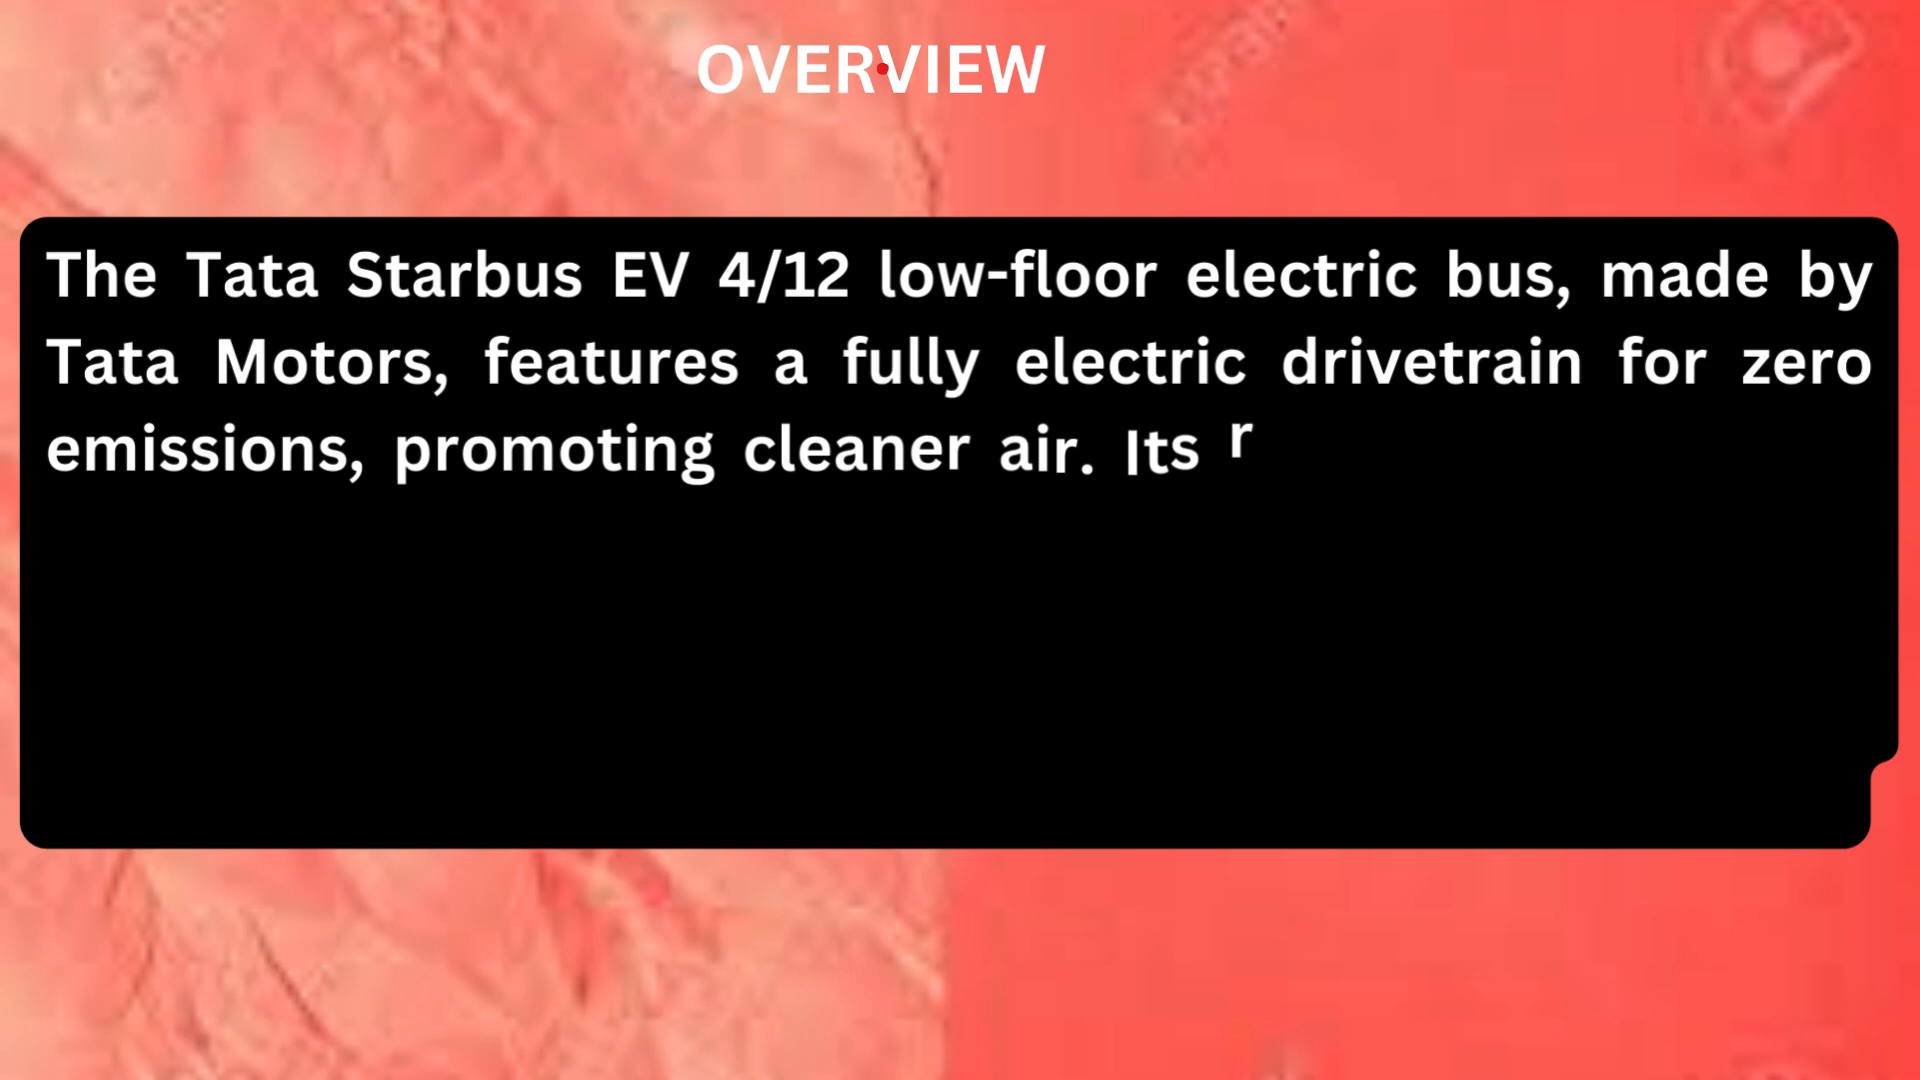 OVERVIEW
The Tata Starbus EV 4/12 low-floor electric bus, made by
Tata Motors, features a fully electric drivetrain for zero
emissions, promoting cleaner air. Its r